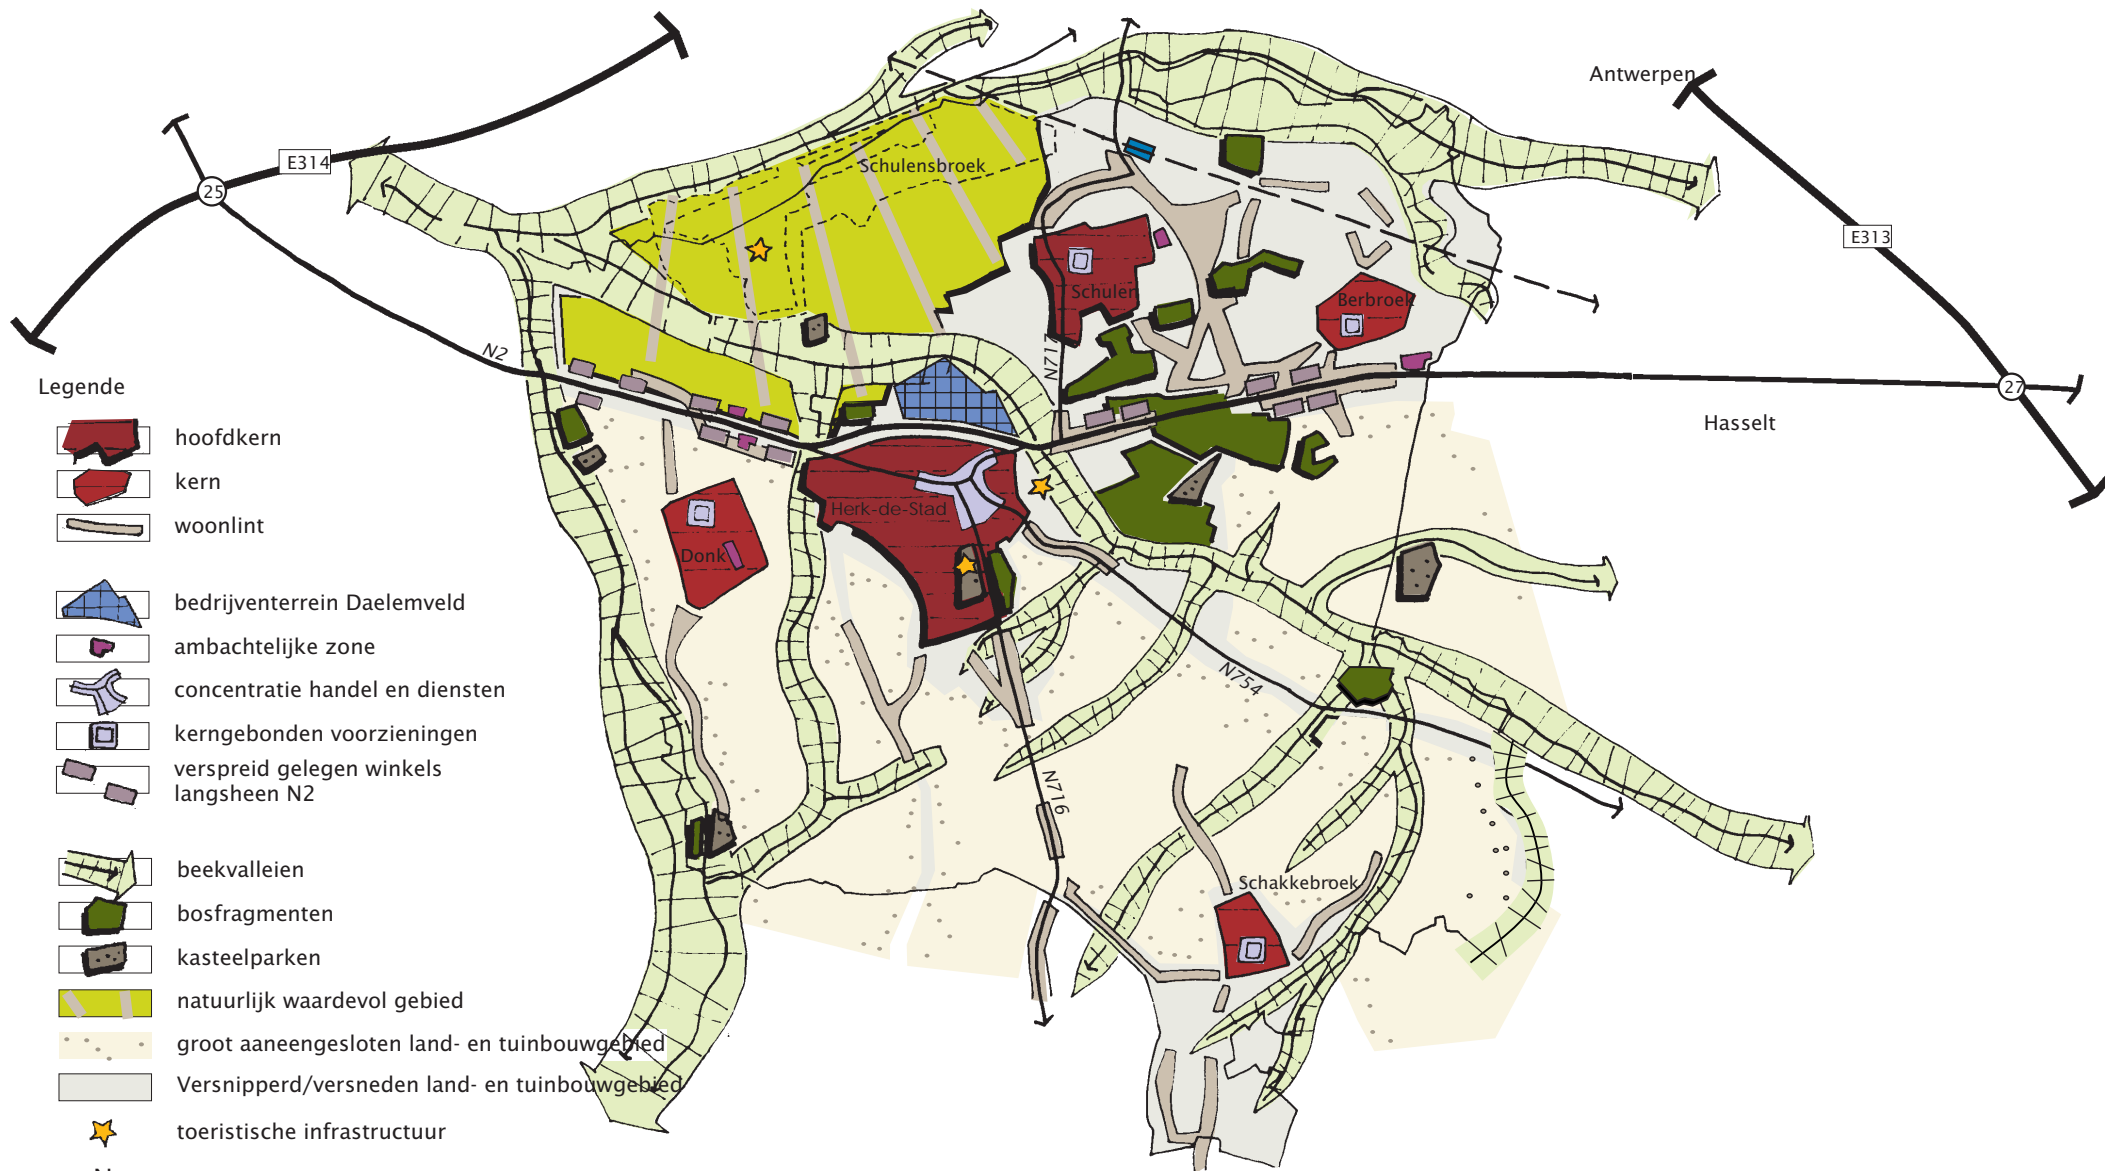 Antwerpen
E314
25
Schulensbroek
E313
Schulen
Berbroek
N717
N2
27
Hasselt
Herk-de-Stad
Donk
N754
N716
Schakkebroek
Legende
hoofdkern
kern
woonlint
bedrijventerrein Daelemveld
ambachtelijke zone
concentratie handel en diensten
kerngebonden voorzieningen
verspreid gelegen winkels
langsheen N2
beekvalleien
bosfragmenten
kasteelparken
natuurlijk waardevol gebied
groot aaneengesloten land- en tuinbouwgebied
Versnipperd/versneden land- en tuinbouwgebied
toeristische infrastructuur